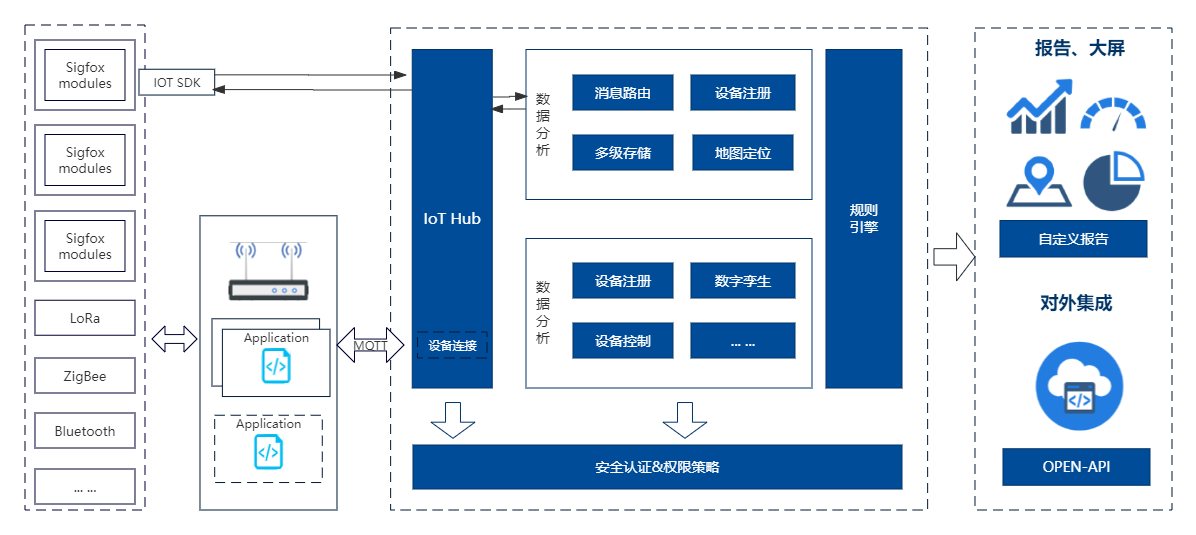 Sigfox
modules
Sigfox
modules
Sigfox
modules
LoRa
ZigBee
Bluetooth
... ...
IOT SDK
Application
Application
MQTT
IoT Hub
设备连接
数
据
分
析
消息路由
设备注册
多级存储
地图定位
数
据
分
析
设备注册
数字孪生
设备控制
... ...
规则
引擎
安全认证&权限策略
报告、大屏
自定义报告
对外集成
OPEN-API